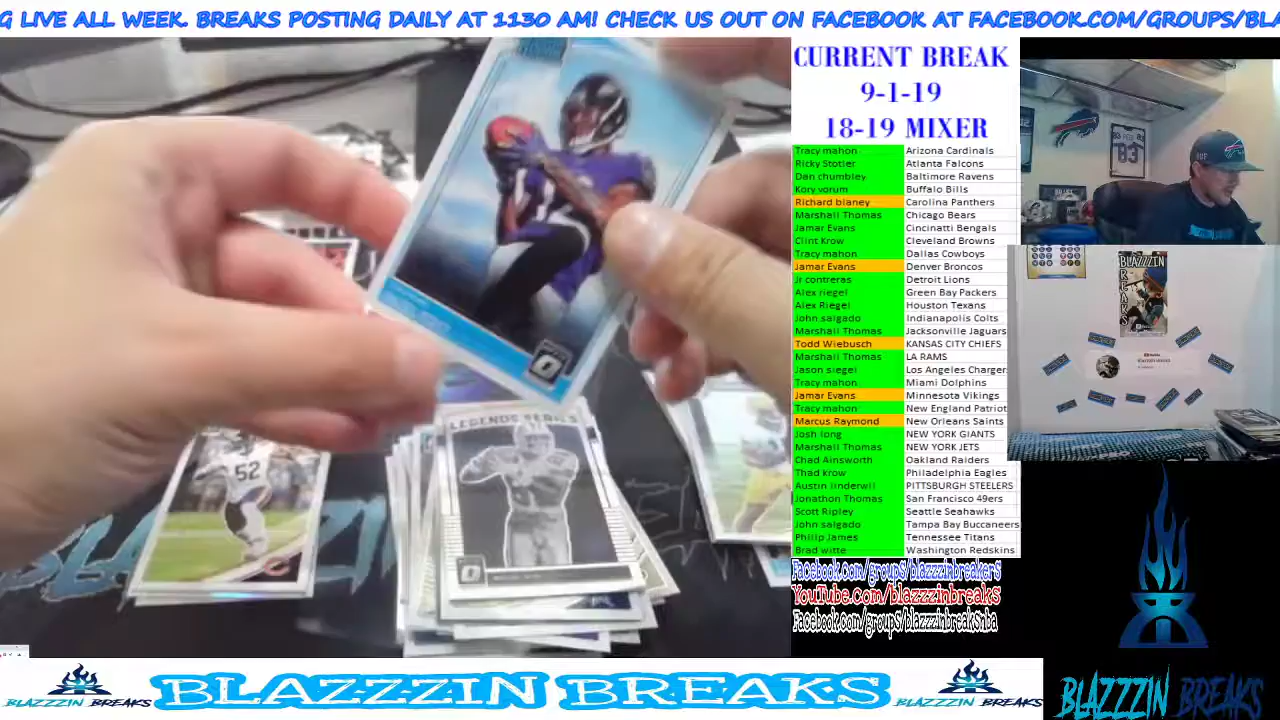 G LIVE ALL WEEK. BREAKS POSTING DAILY AT 1130 AM! CHECK US OUT ON FACEBOOK AT FACEBOOK.COM/GROUPS/BLA
CURRENT BREAK
9-1-19
18-19 MIXER
Tracy mahon Arizona Cardinals
Ricky Stotler Atlanta Falcons
Dan chumbley Baltimore Ravens
Kory vorum Buffalo Bills
Richard blaney Carolina Panthers
Marshall Thomas Chicago Bears
Jamar Evans Cincinatti Bengals
Clint Krow Cleveland Browns
Tracy mahon Dallas Cowboys
Jamar Evans Denver Broncos
Jr contreras Detroit Lions
Alex riegel Green Bay Packers
Alex Riegel Houston Texans
John salgado Indianapolis Colts
Marshall Thomas Jacksonville Jaguars
Todd Wiebusch KANSAS CITY CHIEFS
Marshall Thomas LA RAMS
Jason siegel Los Angeles Charger
Tracy mahon Miami Dolphins
Jamar Evans Minnesota Vikings
Tracy mahon New England Patriot
Marcus Raymond New Orleans Saints
Josh long NEW YORK GIANTS
Marshall Thomas NEW YORK JETS
Chad Ainsworth Oakland Raiders
Thad krow Philadelphia Eagles
Austin linderwil PITTSBURGH STEELERS
Jonathon Thomas San Francisco 49ers
Scott Ripley Seattle Seahawks
John salgado Tampa Bay Buccaneers
Philip James Tennessee Titans
Brad witte Washington Redskins
Facebook.com/groups/blazzzinbreakers
YouTube.com/blazzzinbreaks
Facebook.com/groups/blazzzinbreaksnba
83
BLAZZZIN
BREAKS
52
12
LEGENDS SERIES
BLAZZZIN BREAKS
BLAZZZIN BREAKS
BLAZZZIN BREAKS
BLAZZZIN BREAKS